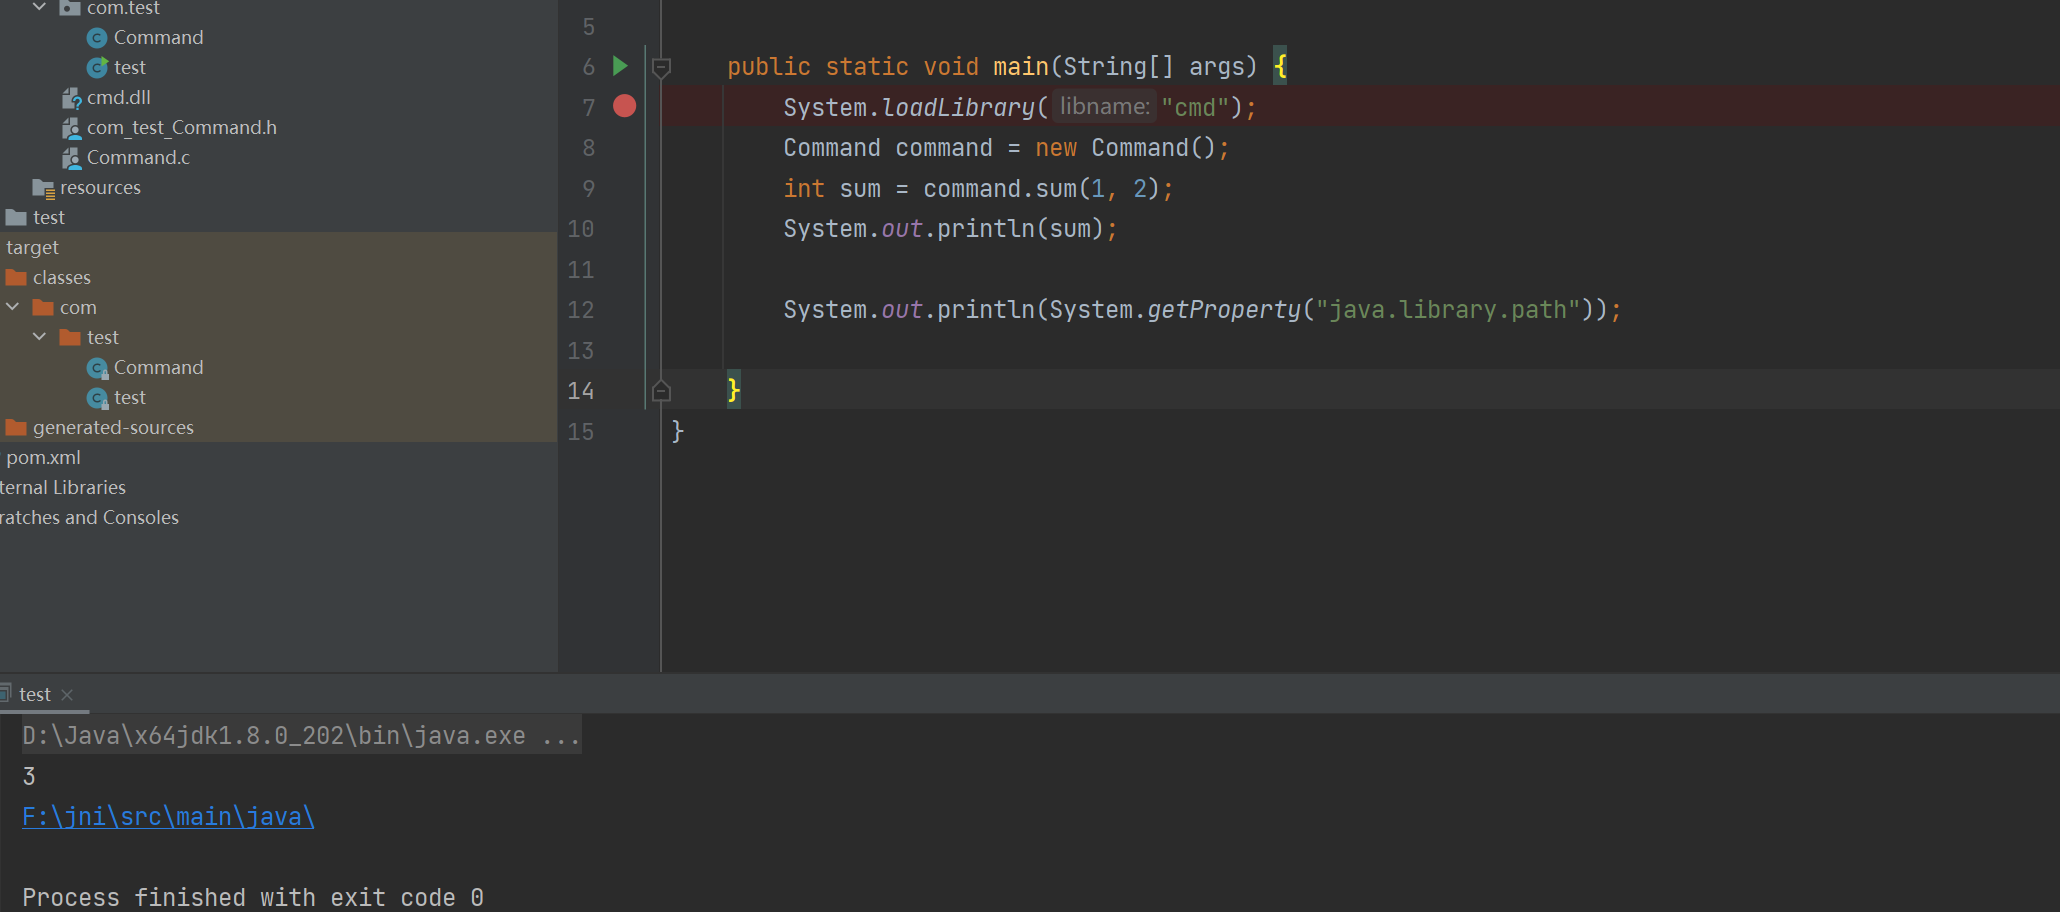 com.test
Command
test
cmd.dll
com_test_Command.h
Command.c
resources
test
target
classes
com
test
Command
test
generated-sources
pom.xml
ternal Libraries
ratches and Consoles
5
6 public static void main(String[] args) {
7 System.loadLibrary( libname: "cmd");
8 Command command = new Command();
9 int sum = command.sum(1, 2);
10 System.out.println(sum);
11
12 System.out.println(System.getProperty("java.library.path"));
13
14 }
15 }
test
D:\Java\x64jdk1.8.0_202\bin\java.exe ...
3
F:\jni\src\main\java\
Process finished with exit code 0